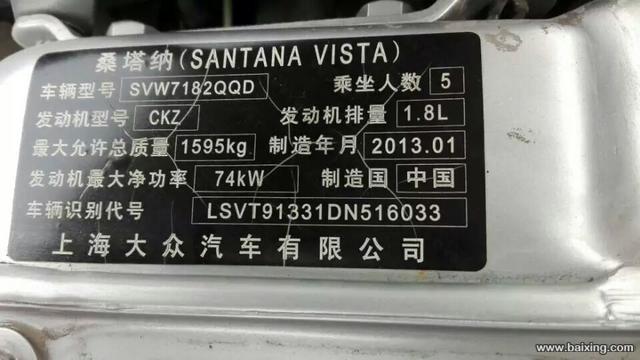 桑塔纳(SANTANA VISTA)
车辆型号 SVW7182QQD 乘坐人数 5
发动机型号 CKZ 发动机排量 1.8L
最大允许总质量 1595kg 制造年月 2013.01
发动机最大净功率 74kW 制造国 中国
车辆识别代号 LSVT91331DN516033
上海大众汽车有限公司
www.baixing.com